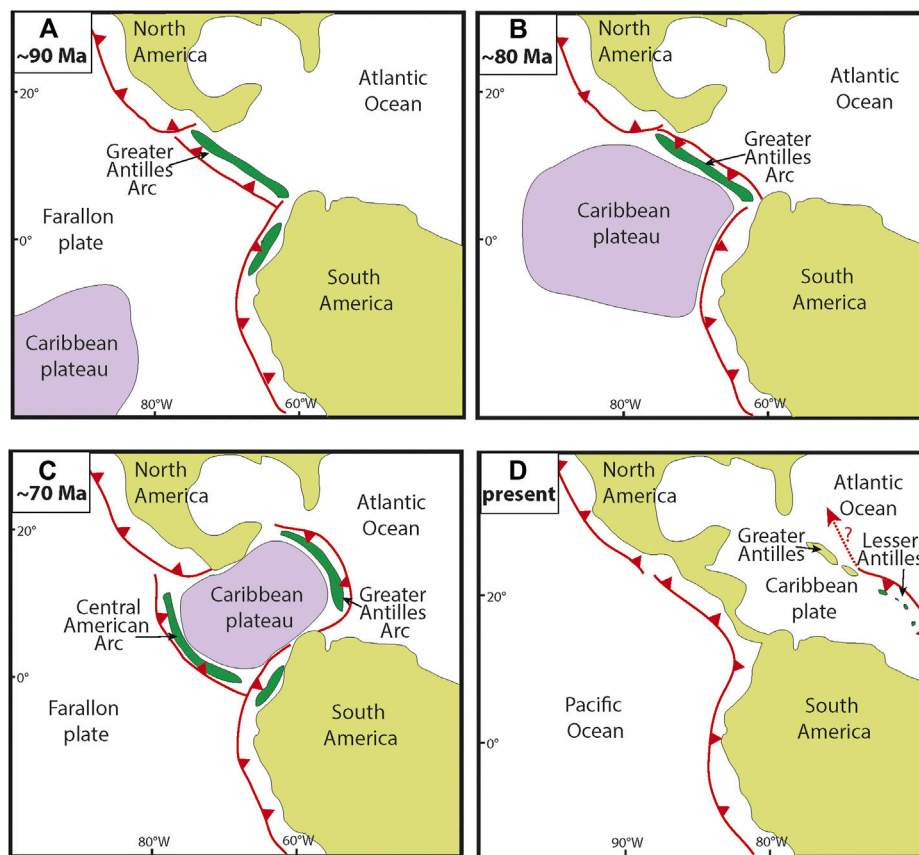 A
~90 Ma
North
America
Atlantic
Ocean
20°
Greater
Antilles
Arc
Farallon
plate
0°
South
America
Caribbean
plateau
80°W
60°W
B
~80 Ma
North
America
Atlantic
Ocean
20°
Greater
Antilles
Arc
Caribbean
plateau
0°
South
America
80°W
60°W
C
~70 Ma
North
America
Atlantic
Ocean
20°
Caribbean
plateau
Central
American
Arc
Greater
Antilles
Arc
0°
Farallon
plate
South
America
80°W
60°W
D
present
North
America
Atlantic
Ocean
?
Greater
Antilles
Lesser
Antilles
Caribbean
plate
20°
Pacific
Ocean
South
America
0°
90°W
80°W